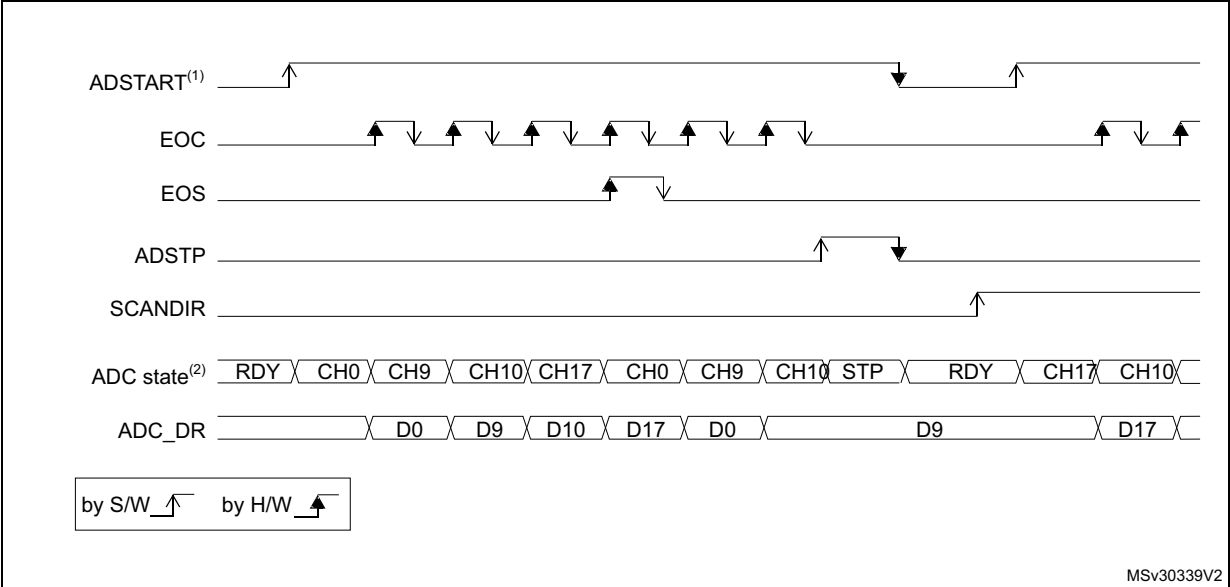 ADSTART(1)
EOC
EOS
ADSTP
SCANDIR
ADC state(2) RDY CH0 CH9 CH10 CH17 CH0 CH9 CH10 STP RDY CH17 CH10
ADC_DR D0 D9 D10 D17 D0 D9 D17
by S/W by H/W
MSv30339V2